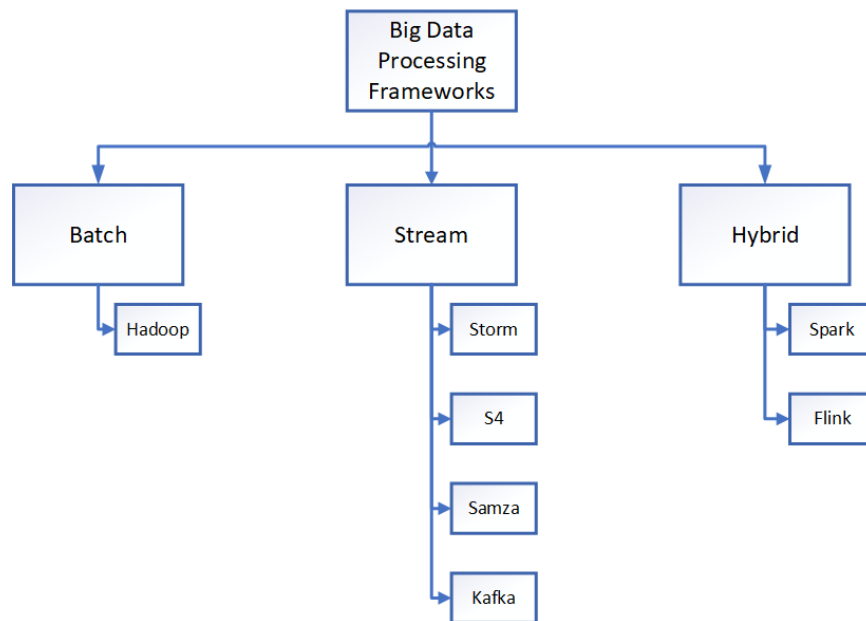 Big Data
Processing
Frameworks
Batch
Stream
Hybrid
Hadoop
Storm
Spark
S4
Flink
Samza
Kafka